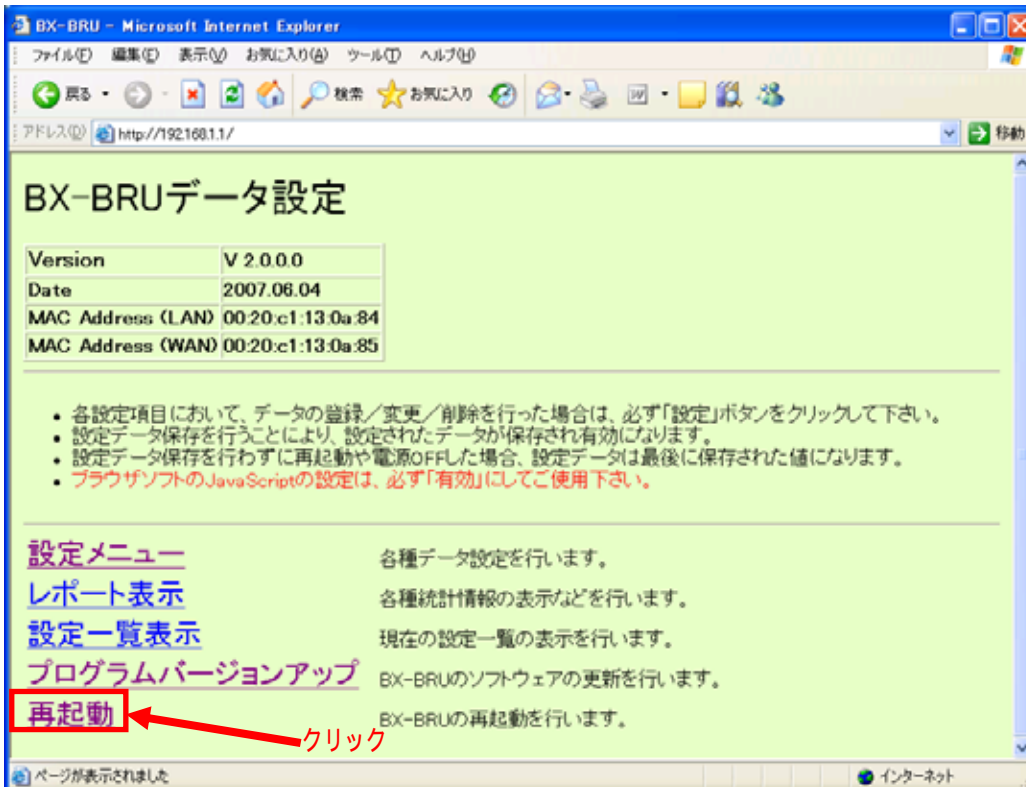 BX-BRU - Microsoft Internet Explorer
ファイル(F) 編集(E) 表示(V) お気に入り(A) ツール(T) ヘルプ(H)
戻る 検索 お気に入り
アドレス(D) http://192.168.1.1/ 移動
BX-BRUデータ設定
Version V 2.0.0.0
Date 2007.06.04
MAC Address (LAN) 00:20:c1:13:0a:84
MAC Address (WAN) 00:20:c1:13:0a:85
• 各設定項目において、データの登録／変更／削除を行った場合は、必ず「設定」ボタンをクリックして下さい。
• 設定データ保存を行うことにより、設定されたデータが保存され有効になります。
• 設定データ保存を行わずに再起動や電源OFFした場合、設定データは最後に保存された値になります。
• ブラウザソフトのJavaScriptの設定は、必ず「有効」にしてご使用下さい。
設定メニュー 各種データ設定を行います。
レポート表示 各種統計情報の表示などを行います。
設定一覧表示 現在の設定一覧の表示を行います。
プログラムバージョンアップ BX-BRUのソフトウェアの更新を行います。
再起動 BX-BRUの再起動を行います。
クリック
ページが表示されました インターネット